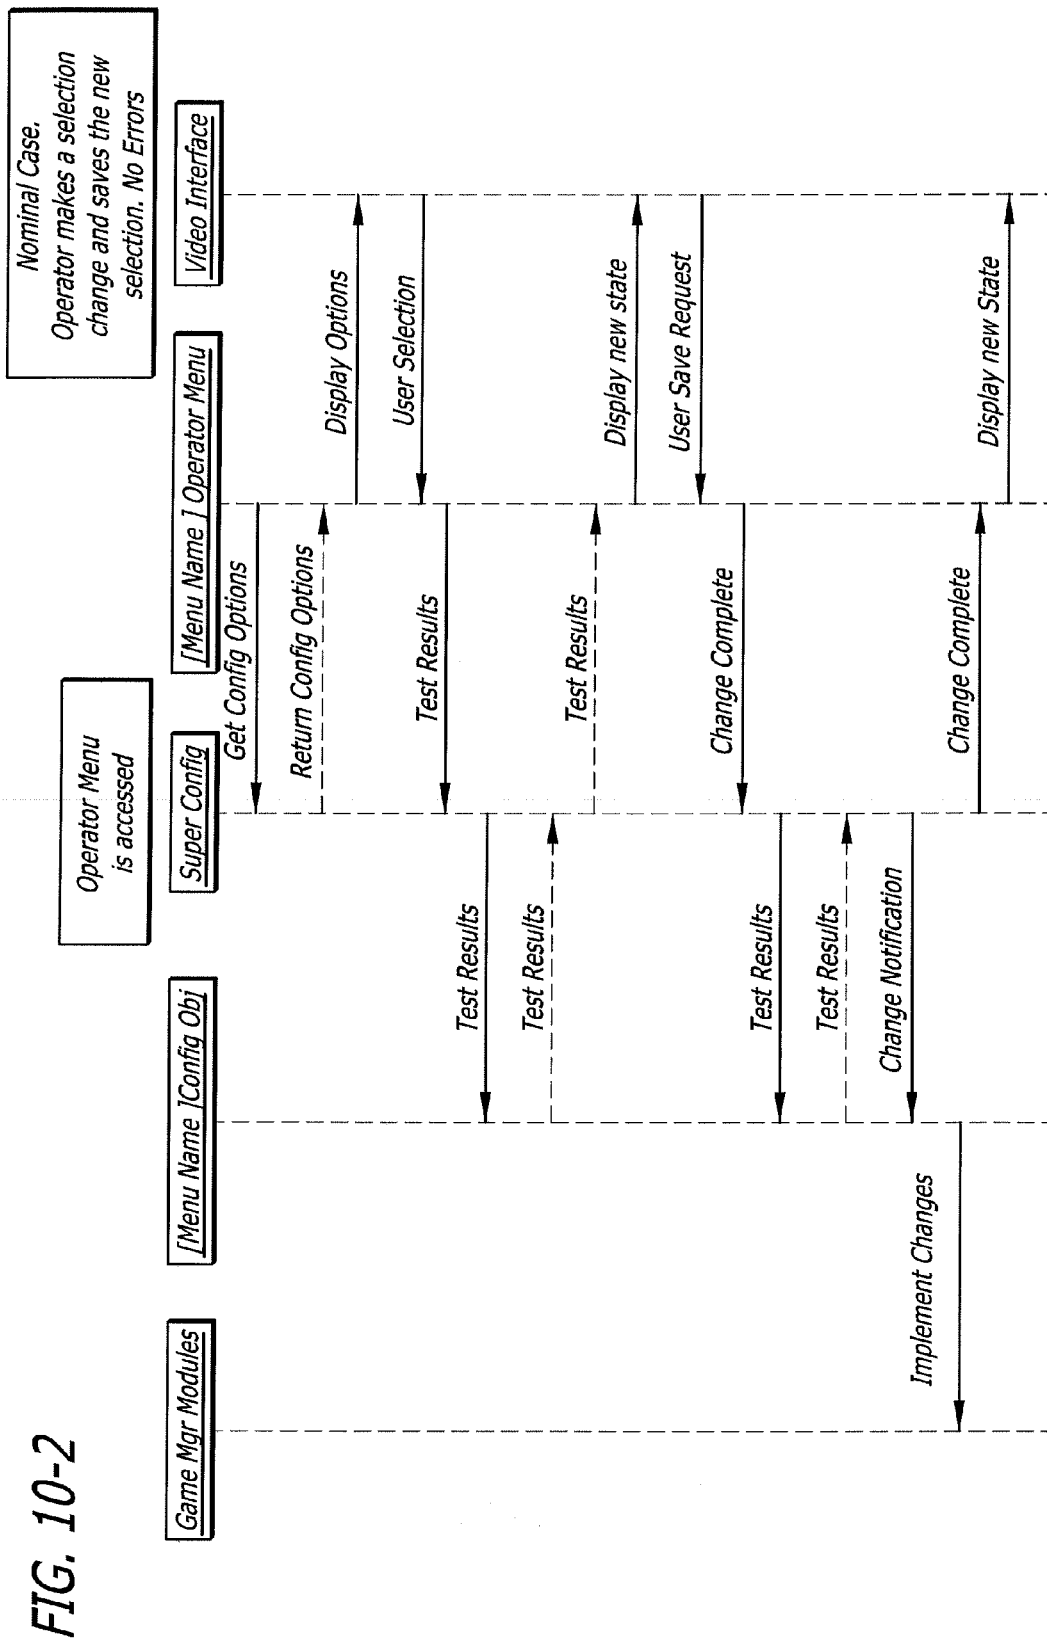 FIG. 10-2
Operator Menu
is accessed
Nominal Case.
Operator makes a selection
change and saves the new
selection. No Errors
Game Mgr Modules
[Menu Name ]Config Obj
Super Config
[Menu Name ] Operator Menu
Video Interface
Get Config Options
Return Config Options
Display Options
User Selection
Test Results
Test Results
Test Results
Test Results
Display new state
User Save Request
Change Complete
Test Results
Test Results
Change Notification
Implement Changes
Change Complete
Display new State